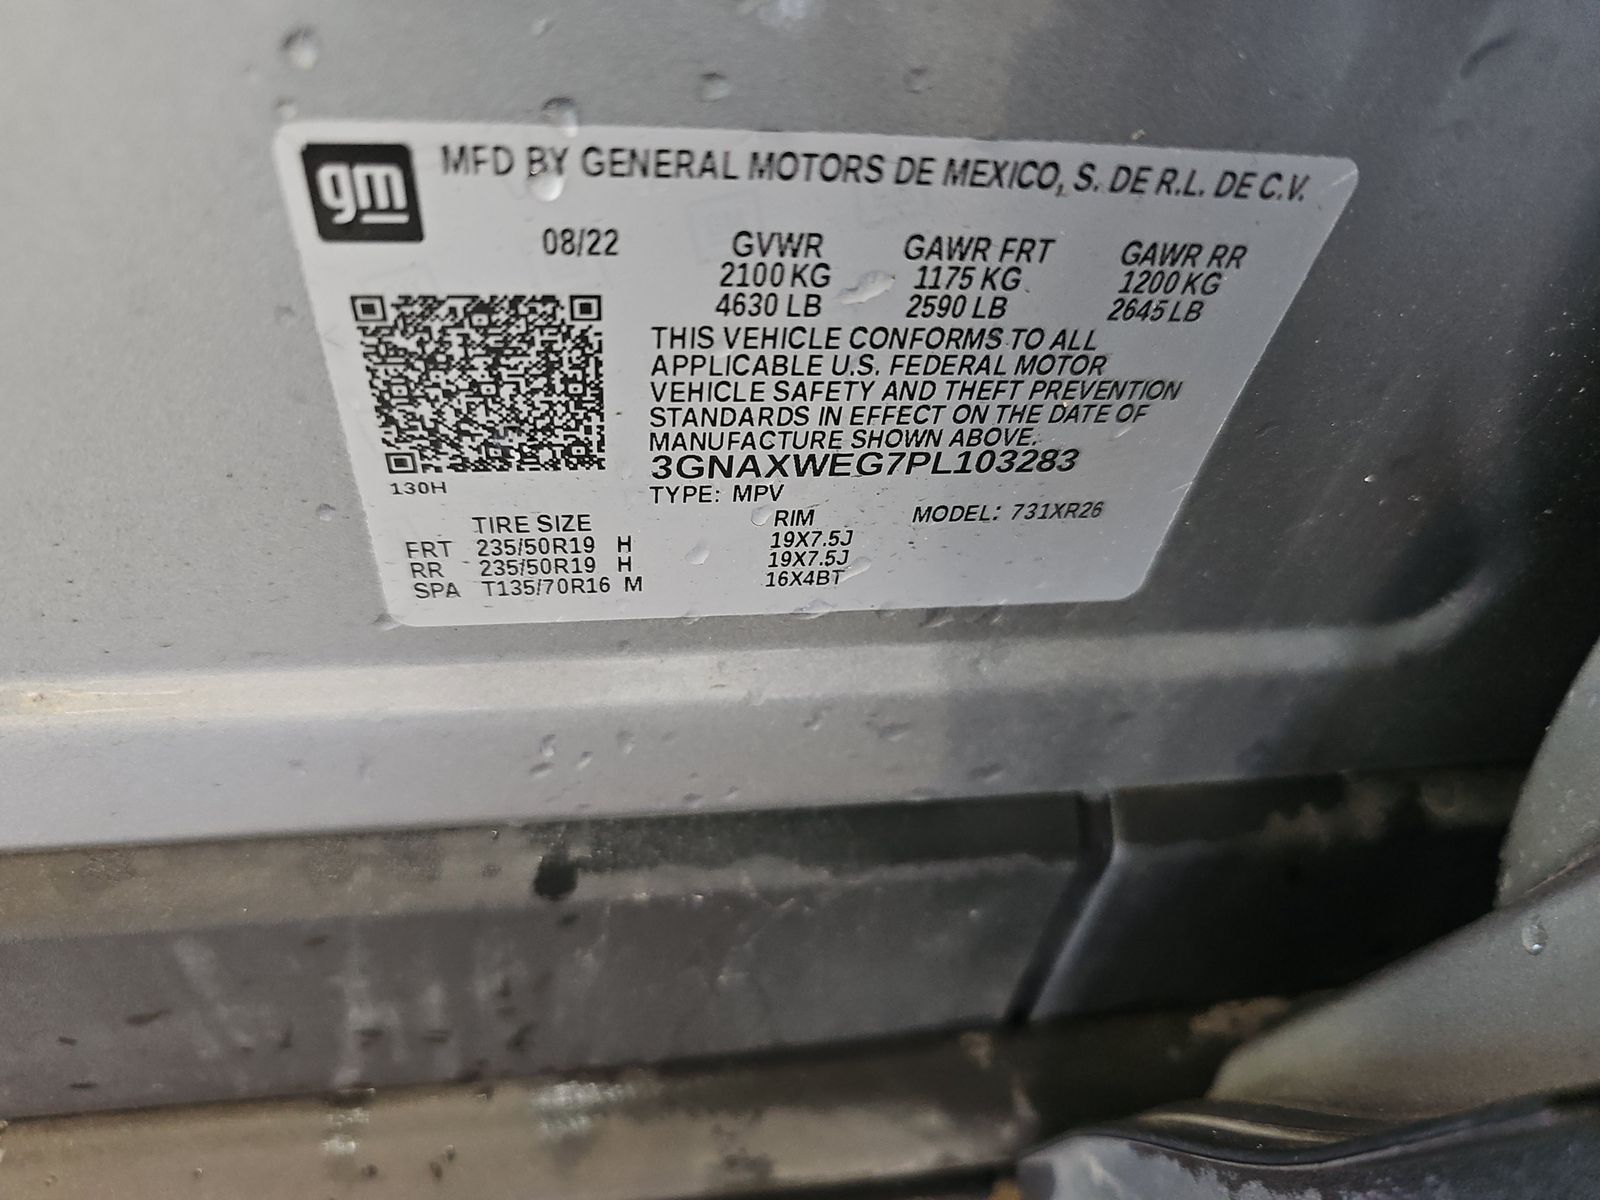 gm MFD BY GENERAL MOTORS DE MEXICO, S. DE R.L. DE C.V.
08/22 GVWR GAWR FRT GAWR RR
2100 KG 1175 KG 1200 KG
4630 LB 2590 LB 2645 LB
THIS VEHICLE CONFORMS TO ALL
APPLICABLE U.S. FEDERAL MOTOR
VEHICLE SAFETY AND THEFT PREVENTION
STANDARDS IN EFFECT ON THE DATE OF
MANUFACTURE SHOWN ABOVE.
3GNAXWEG7PL103283
130H TYPE: MPV
TIRE SIZE RIM MODEL: 731XR26
FRT 235/50R19 H 19X7.5J
RR 235/50R19 H 19X7.5J
SPA T135/70R16 M 16X4BT